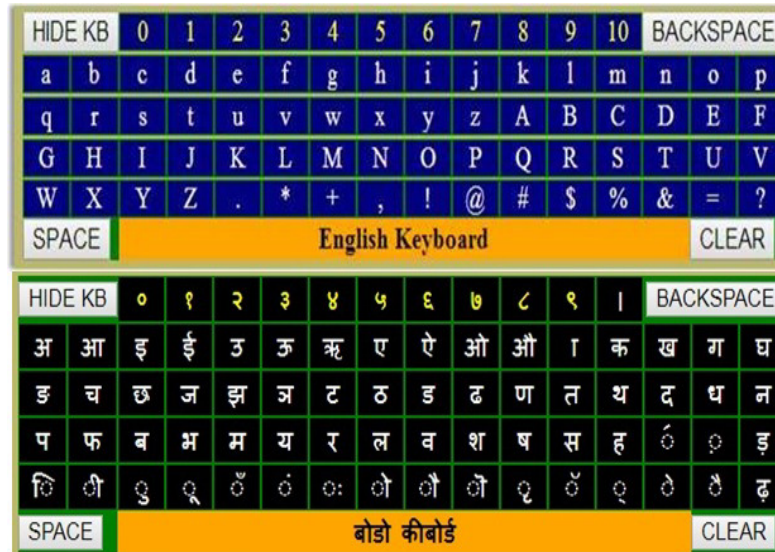 HIDE KB 0 1 2 3 4 5 6 7 8 9 10 BACKSPACE
a b c d e f g h i j k l m n o p
q r s t u v w x y z A B C D E F
G H I J K L M N O P Q R S T U V
W X Y Z . * + , ! @ # $ % & = ?
SPACE English Keyboard CLEAR
HIDE KB ० १ २ ३ ४ ५ ६ ७ ८ ९ । BACKSPACE
अ आ इ ई उ ऊ ऋ ए ऐ ओ औ ा क ख ग घ
ङ च छ ज झ ञ ट ठ ड ढ ण त थ द ध न
प फ ब भ म य र ल व श ष स ह ़ ड़
ि ी ु ू ँ ं ः ो ौ ॊ ृ ॅ ् े ै ढ़
SPACE बोडो कीबोर्ड CLEAR